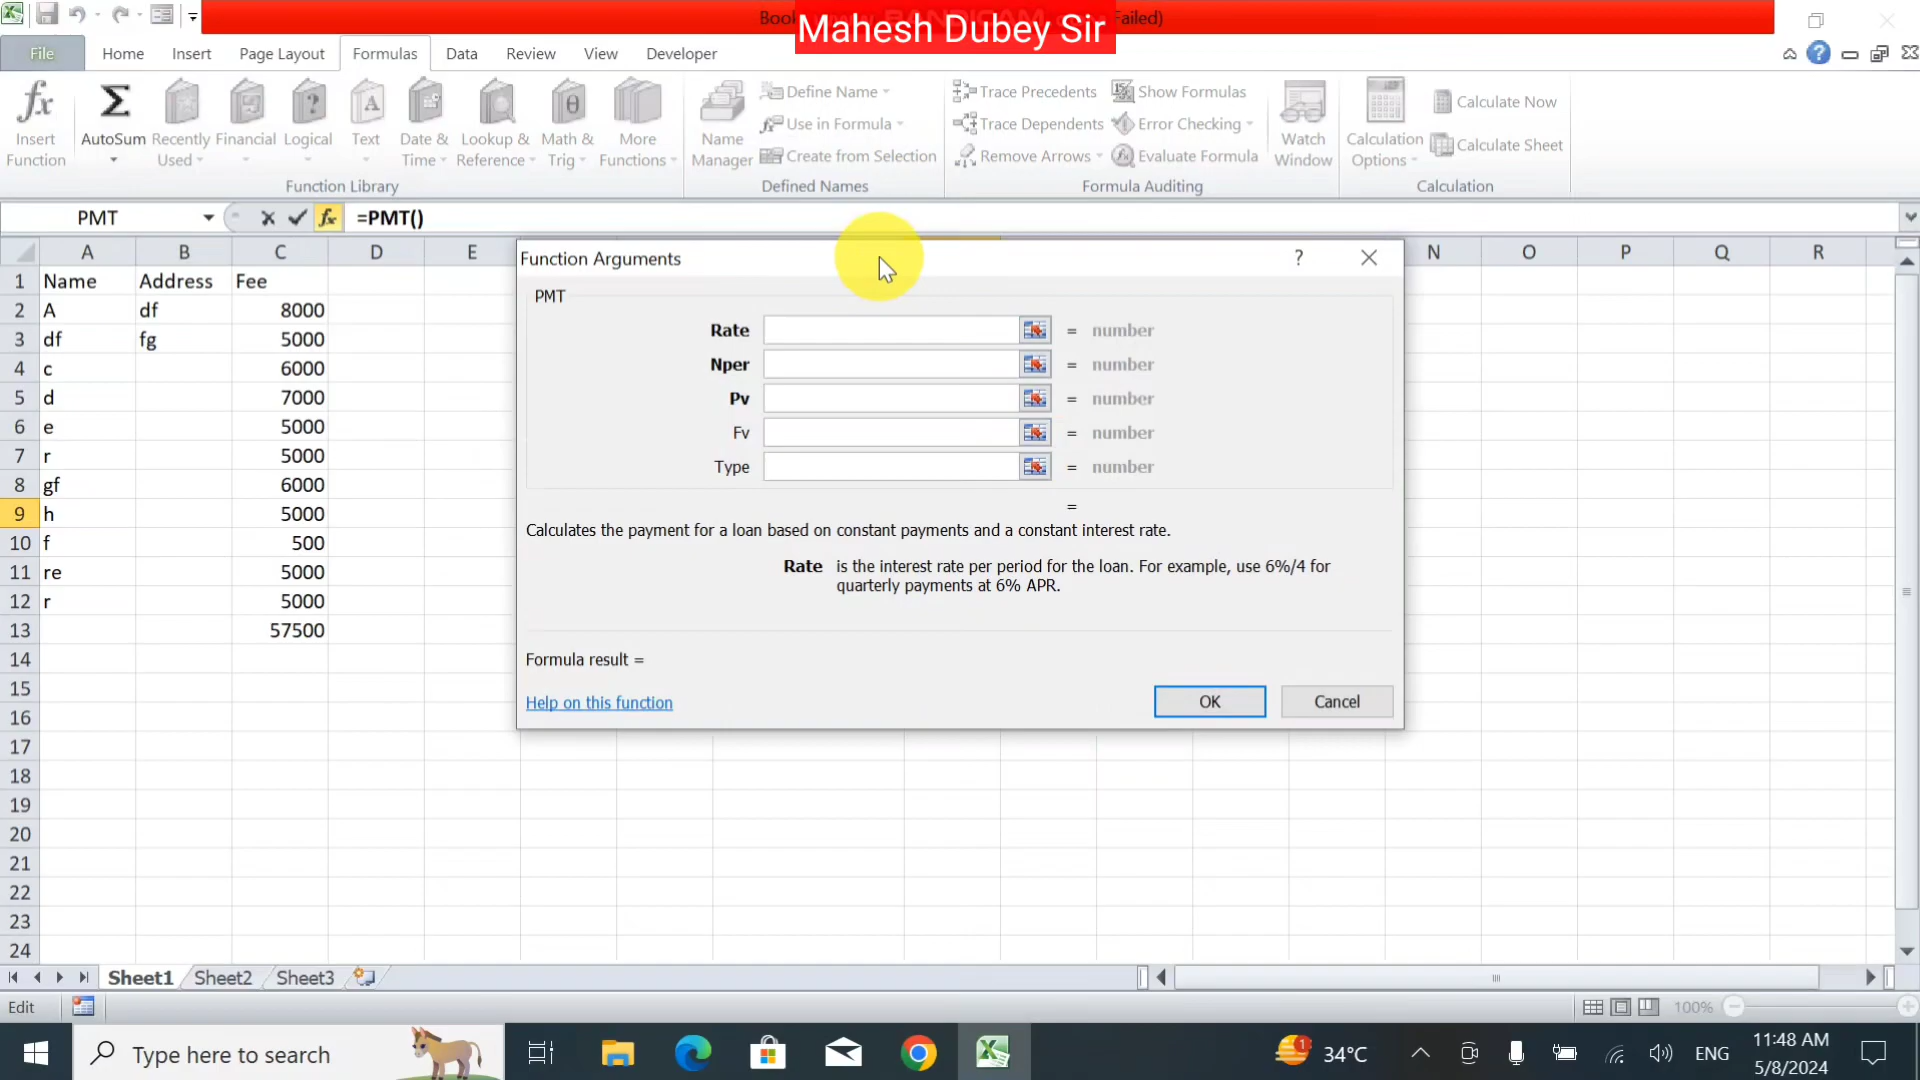 Mahesh Dubey Sir
Book
BANDICAM
Failed)
File
Home
Insert
Page Layout
Formulas
Data
Review
View
Developer
Insert Function
AutoSum
Recently Used
Financial
Logical
Text
Date & Time
Lookup & Reference
Math & Trig
More Functions
Function Library
Name Manager
Define Name
Use in Formula
Create from Selection
Defined Names
Trace Precedents
Trace Dependents
Remove Arrows
Show Formulas
Error Checking
Evaluate Formula
Formula Auditing
Watch Window
Calculation Options
Calculate Now
Calculate Sheet
Calculation
PMT
=PMT()
A B C D E N O P Q R
1 Name Address Fee
2 A df 8000
3 df fg 5000
4 c 6000
5 d 7000
6 e 5000
7 r 5000
8 gf 6000
9 h 5000
10 f 500
11 re 5000
12 r 5000
13 57500
14
15
16
17
18
19
20
21
22
23
24
Function Arguments
?
PMT
Rate = number
Nper = number
Pv = number
Fv = number
Type = number
=
Calculates the payment for a loan based on constant payments and a constant interest rate.
Rate is the interest rate per period for the loan. For example, use 6%/4 for
quarterly payments at 6% APR.
Formula result =
Help on this function
OK
Cancel
Sheet1
Sheet2
Sheet3
Edit
100%
Type here to search
1
34°C
ENG
11:48 AM
5/8/2024